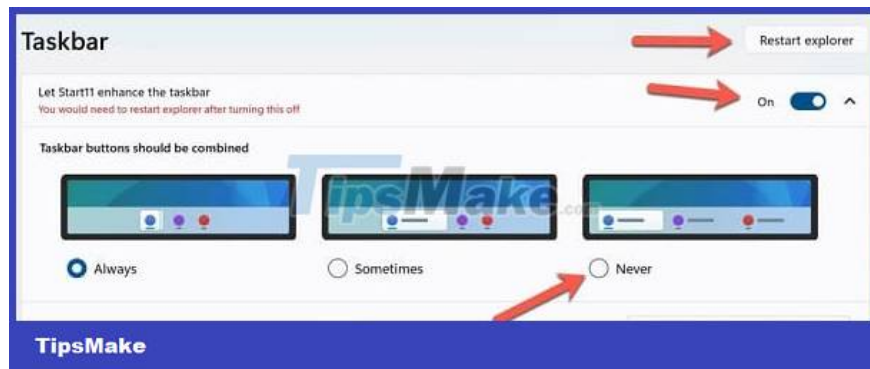 Taskbar
Restart explorer
Let Start11 enhance the taskbar
You would need to restart explorer after turning this off
On
Taskbar buttons should be combined
TipsMake.com
Always
Sometimes
Never
TipsMake